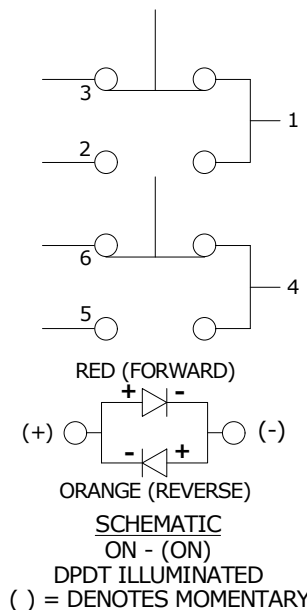 3
1
2
6
4
5
RED (FORWARD)
+ -
(+) (-)
- +
ORANGE (REVERSE)
SCHEMATIC
ON - (ON)
DPDT ILLUMINATED
( ) = DENOTES MOMENTARY